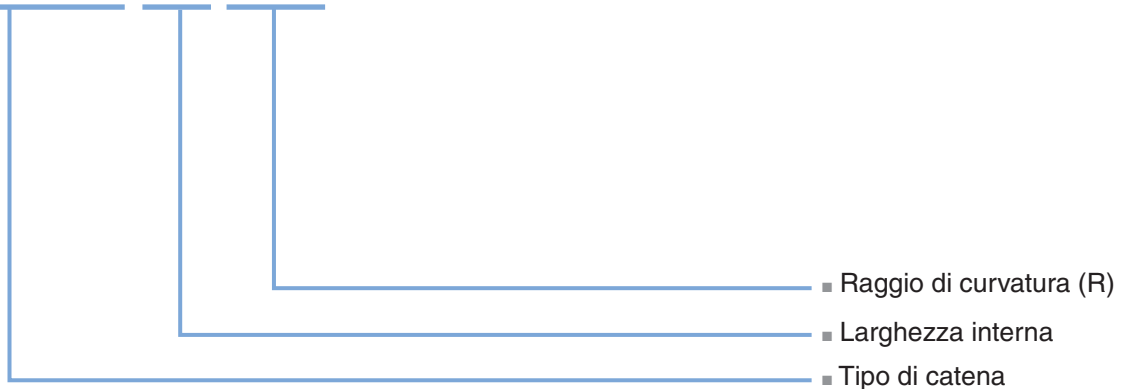 ■ Raggio di curvatura (R)
■ Larghezza interna
■ Tipo di catena